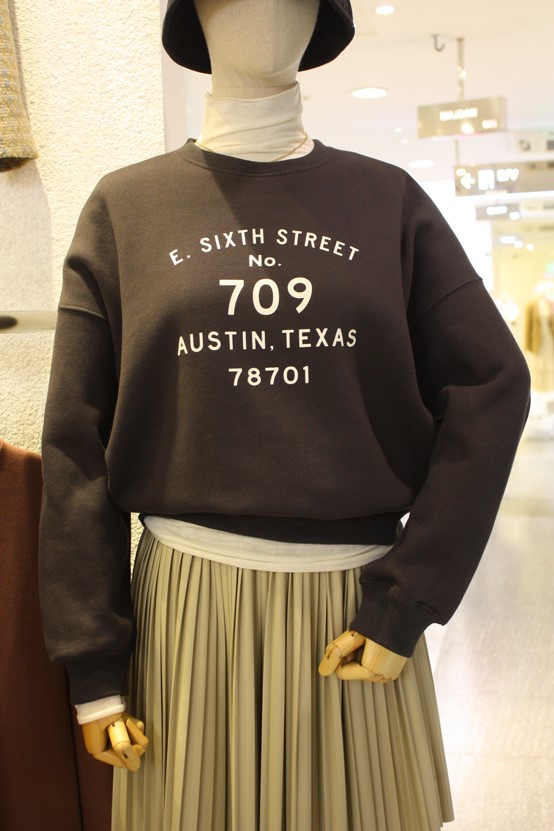 E. SIXTH STREET
No.
709
AUSTIN, TEXAS
78701